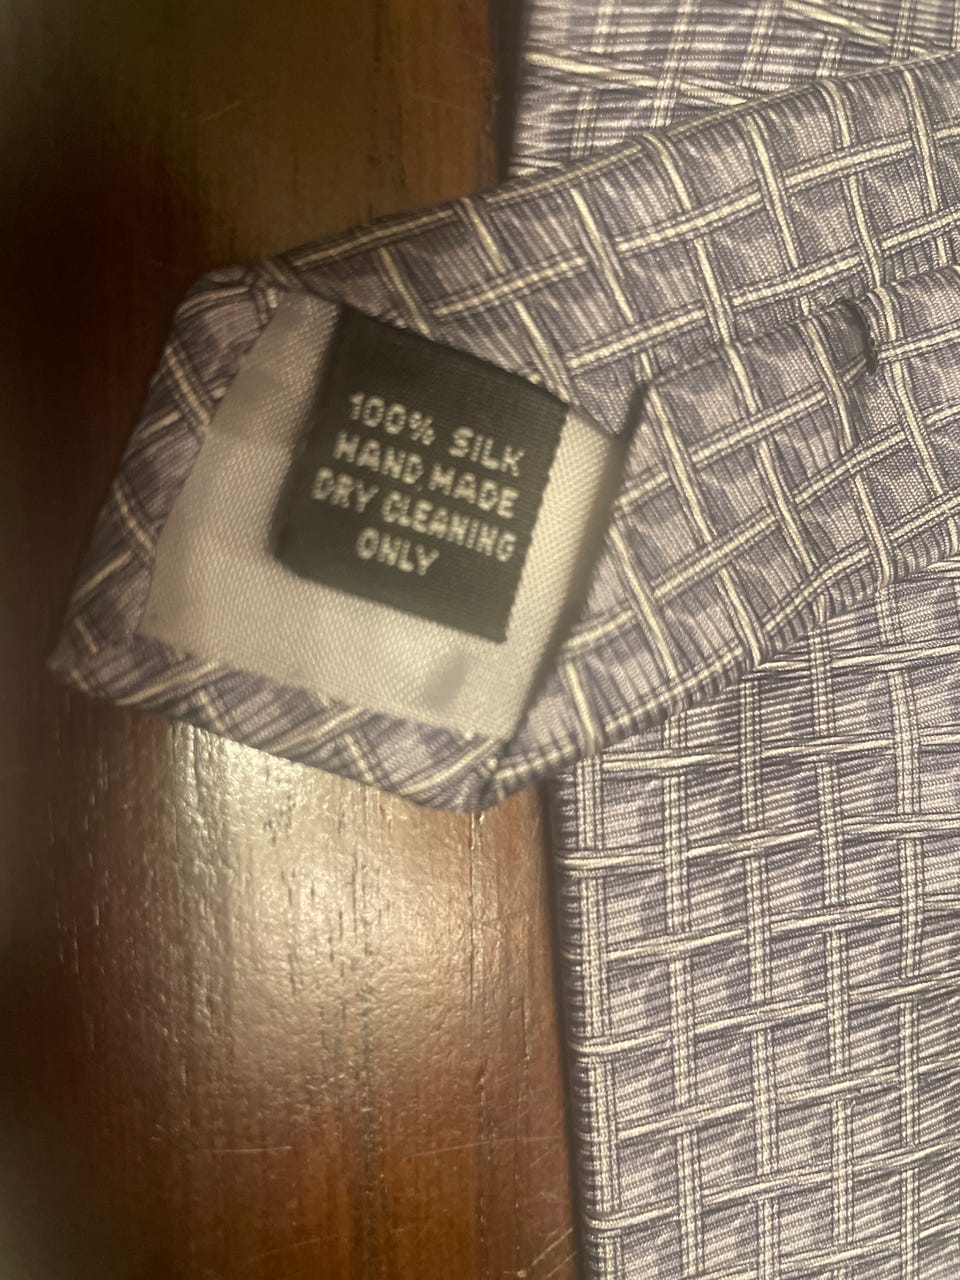 100% SILK
HAND MADE
DRY CLEANING
ONLY